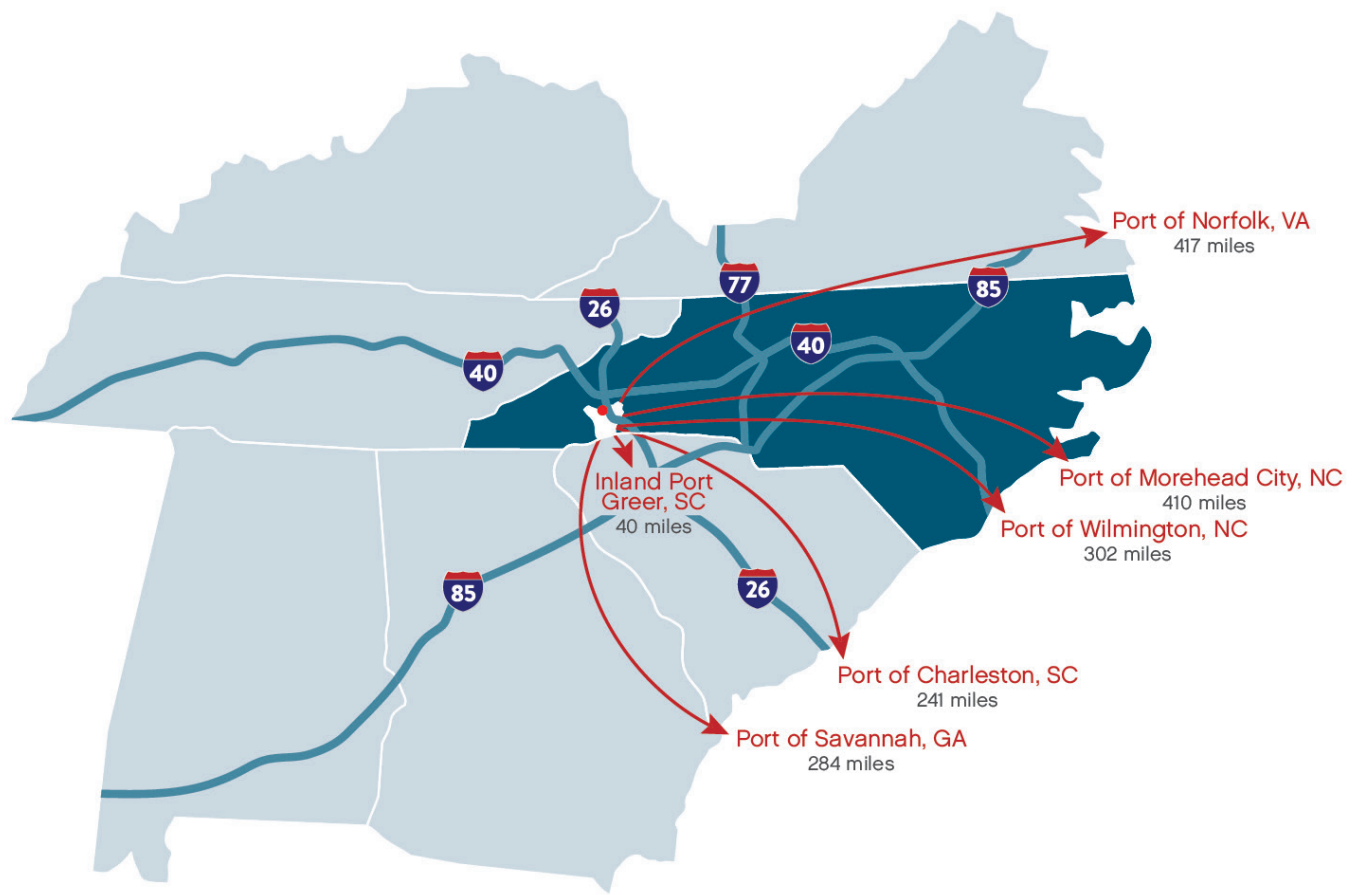 Port of Norfolk, VA
417 miles
77
85
26
40
40
Port of Morehead City, NC
410 miles
Inland Port
Greer, SC
40 miles
Port of Wilmington, NC
302 miles
85
26
Port of Charleston, SC
241 miles
Port of Savannah, GA
284 miles